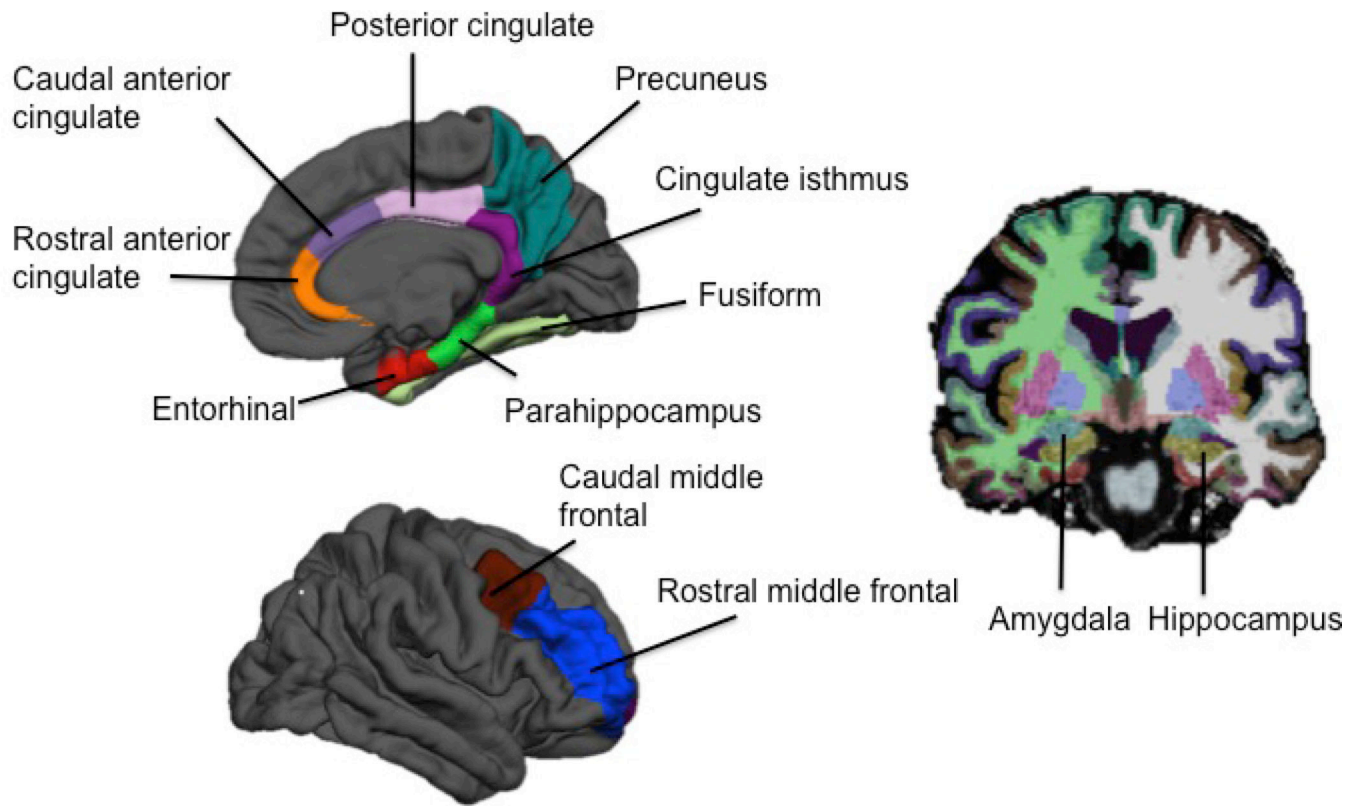 Posterior cingulate
Caudal anterior
cingulate
Precuneus
Cingulate isthmus
Rostral anterior
cingulate
Fusiform
Entorhinal
Parahippocampus
Caudal middle
frontal
Rostral middle frontal
Amygdala
Hippocampus